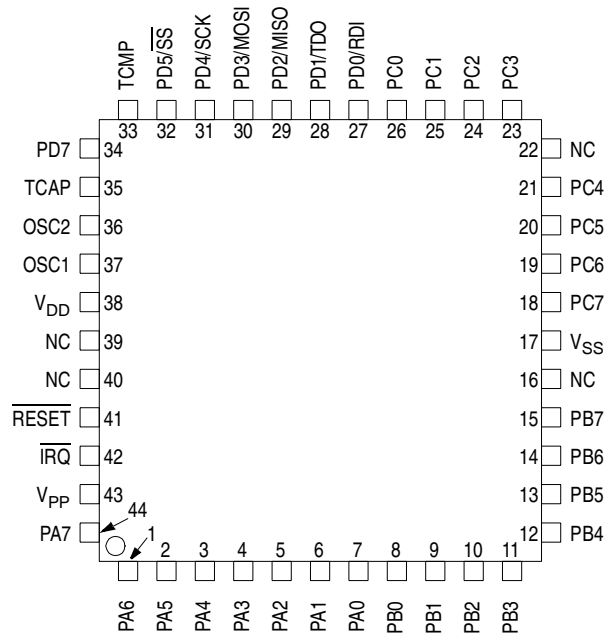 TCMP
PD5/S̅S̅
PD4/SCK
PD3/MOSI
PD2/MISO
PD1/TDO
PD0/RDI
PC0
PC1
PC2
PC3
33 32 31 30 29 28 27 26 25 24 23
PD7 34 22 NC
TCAP 35 21 PC4
OSC2 36 20 PC5
OSC1 37 19 PC6
VDD 38 18 PC7
NC 39 17 VSS
NC 40 16 NC
R̅E̅S̅E̅T̅ 41 15 PB7
I̅R̅Q̅ 42 14 PB6
VPP 43 13 PB5
PA7 44 12 PB4
1 2 3 4 5 6 7 8 9 10 11
PA6
PA5
PA4
PA3
PA2
PA1
PA0
PB0
PB1
PB2
PB3